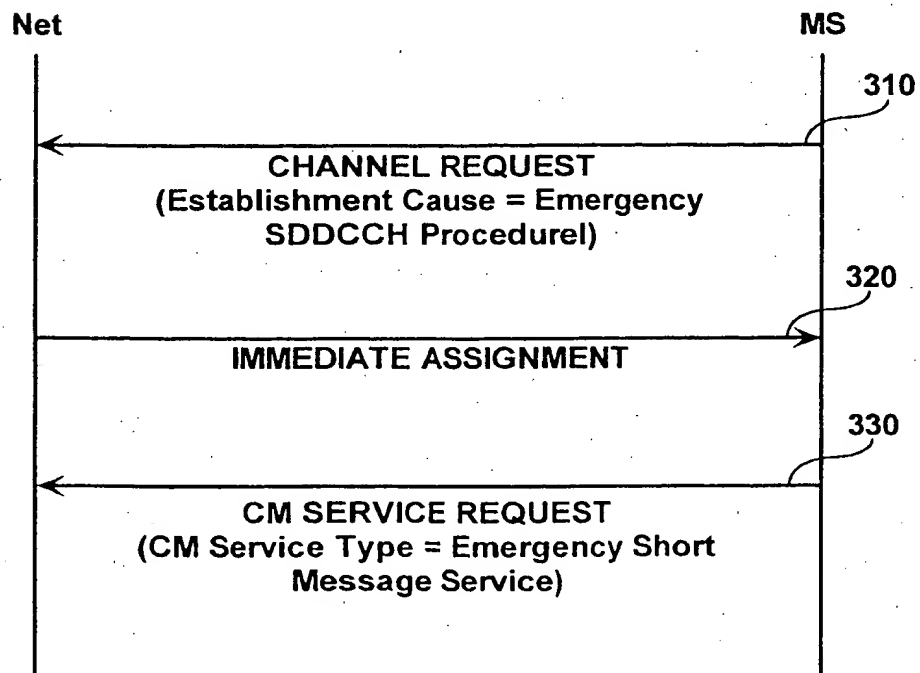 Net
MS
310
CHANNEL REQUEST
(Establishment Cause = Emergency
SDDCCH Procedurel)
320
IMMEDIATE ASSIGNMENT
330
CM SERVICE REQUEST
(CM Service Type = Emergency Short
Message Service)